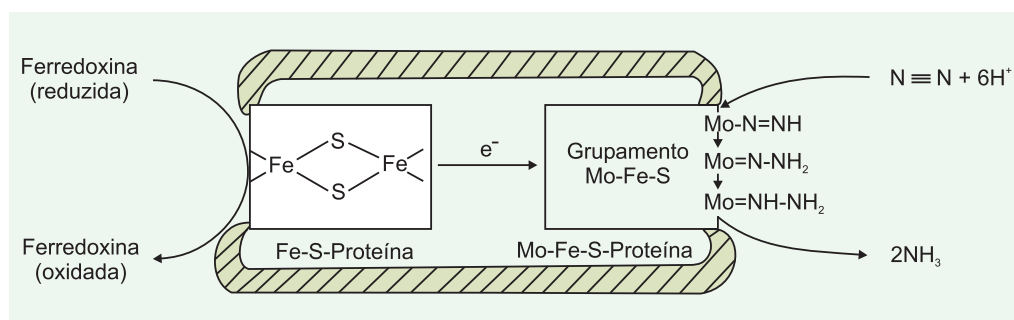 Ferredoxina
(reduzida)
N≡N + 6H⁺
S
Fe
Fe
S
e⁻
Grupamento
Mo-Fe-S
Mo-N=NH
Mo=N-NH₂
Mo=NH-NH₂
Ferredoxina
(oxidada)
Fe-S-Proteína
Mo-Fe-S-Proteína
2NH₃